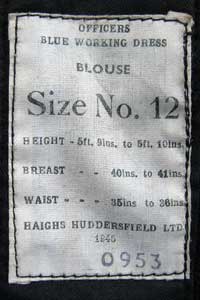 OFFICERS
BLUE WORKING DRESS
BLOUSE
Size No. 12
HEIGHT - 5ft. 9ins. to 5ft. 10ins.
BREAST - - 40ins. to 41ins.
WAIST - - - 35ins to 36ins.
HAIGHS HUDDERSFIELD LTD.
1945
0953